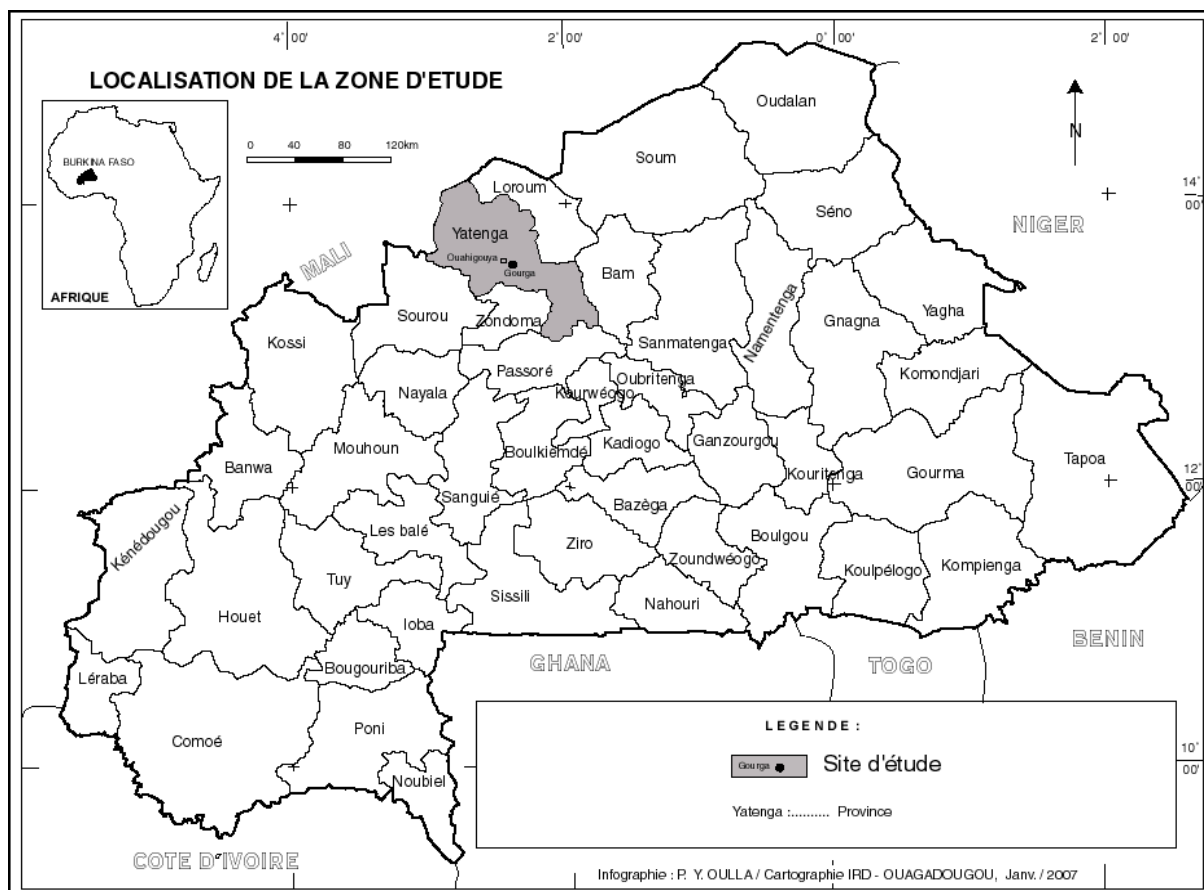 4° 00'
2° 00'
0° 00'
2° 00'
LOCALISATION DE LA ZONE D'ETUDE
BURKINA FASO
AFRIQUE
0 40 80 120km
N
14°
00'
Oudalan
Soum
Loroum
Séno
NIGER
Yatenga
Ouahigouya
Gourga
MALI
Bam
Namentenga
Gnagna
Yagha
Sourou
Zondoma
Kossi
Sanmatenga
Passoré
Oubritenga
Komondjari
Kourwéogo
Nayala
Mouhoun
Boulkiemdé
Kadiogo
Ganzourgou
Banwa
Kouritenga
Gourma
Tapoa
12°
00'
Sanguié
Bazèga
Kénédougou
Les balé
Ziro
Zoundwéogo
Boulgou
Koulpélogo
Kompienga
Tuy
Sissili
Nahouri
Houet
Ioba
BENIN
GHANA
TOGO
Bougouriba
Léraba
Comoé
Poni
Noubiel
10°
00'
LEGENDE :
Gourga
Site d'étude
Yatenga :.......... Province
COTE D'IVOIRE
Infographie : P. Y. OULLA / Cartographie IRD - OUAGADOUGOU, Janv. / 2007